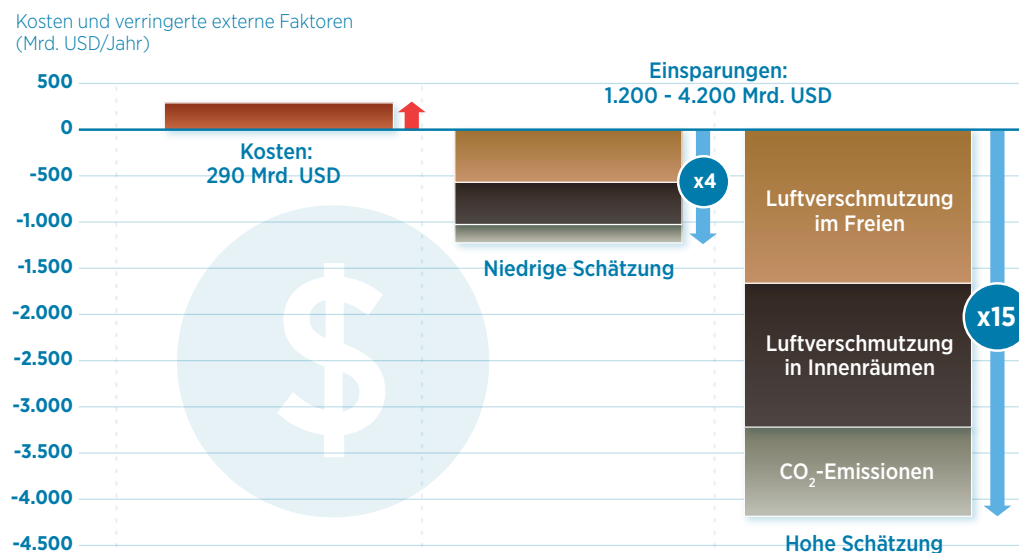 Kosten und verringerte externe Faktoren
(Mrd. USD/Jahr)
500
0
-500
-1.000
-1.500
-2.000
-2.500
-3.000
-3.500
-4.000
-4.500
Kosten:
290 Mrd. USD
$
Einsparungen:
1.200 - 4.200 Mrd. USD
x4
Niedrige Schätzung
Luftverschmutzung
im Freien
Luftverschmutzung
in Innenräumen
CO₂-Emissionen
x15
Hohe Schätzung